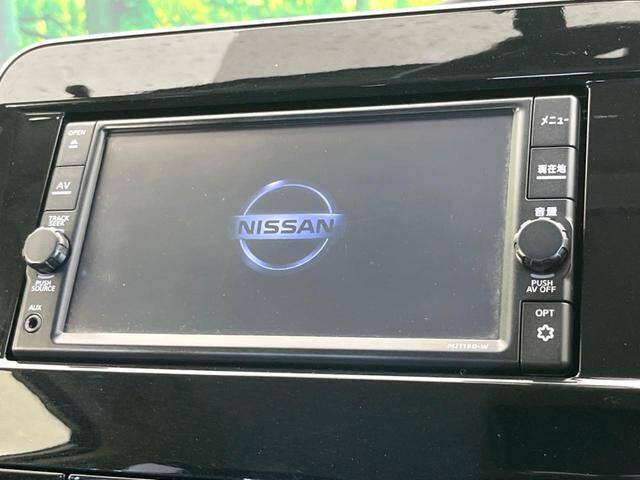 OPEN
AV
TRACK
SEEK
PUSH
SOURCE
AUX
NISSAN
MJ119D-W
メニュー
現在地
音量
PUSH
AV OFF
OPT